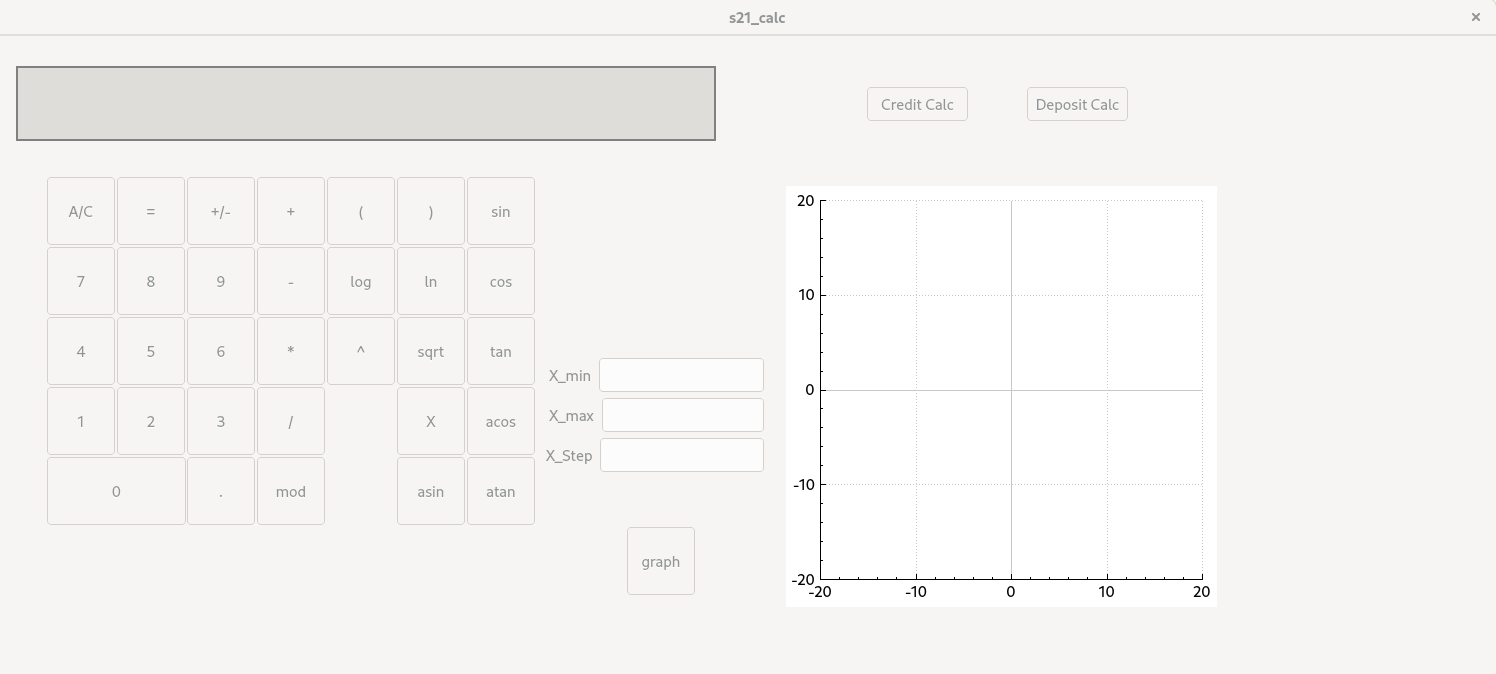 s21_calc ×
Credit Calc Deposit Calc
A/C = +/- + ( ) sin
7 8 9 - log ln cos
4 5 6 * ^ sqrt tan
1 2 3 / X acos
0 . mod asin atan
X_min
X_max
X_Step
graph
20
10
0
-10
-20
-20 -10 0 10 20